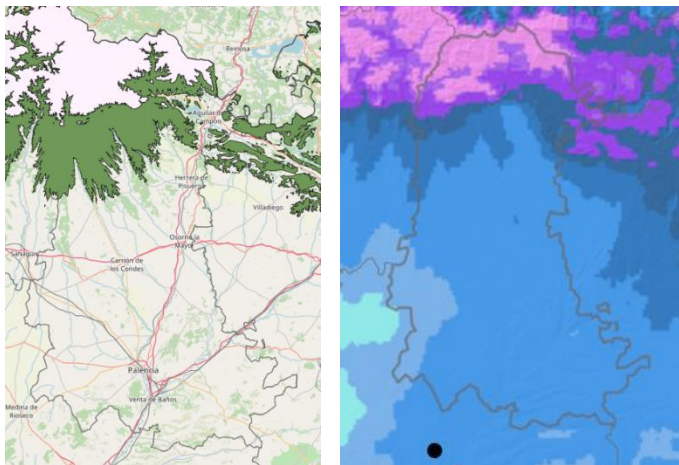 Reinosa
Aguilar de
Campoo
Herrera de
Pisuerga
Villadiego
Osorno la
Mayor
Sahagún
Carrión de
los Condes
Palencia
Venta de Baños
Medina de
Rioseco